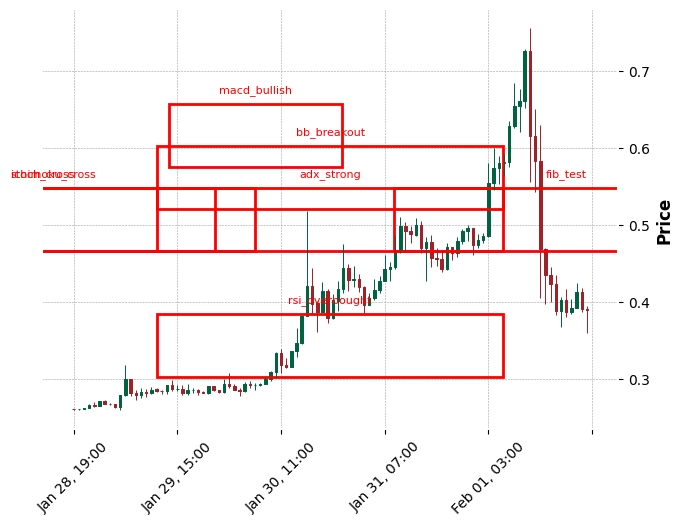 macd_bullish
bb_breakout
adx_strong
fib_test
rsi_overbought
0.7
0.6
0.5
0.4
0.3
Price
Jan 28, 19:00
Jan 29, 15:00
Jan 30, 11:00
Jan 31, 07:00
Feb 01, 03:00